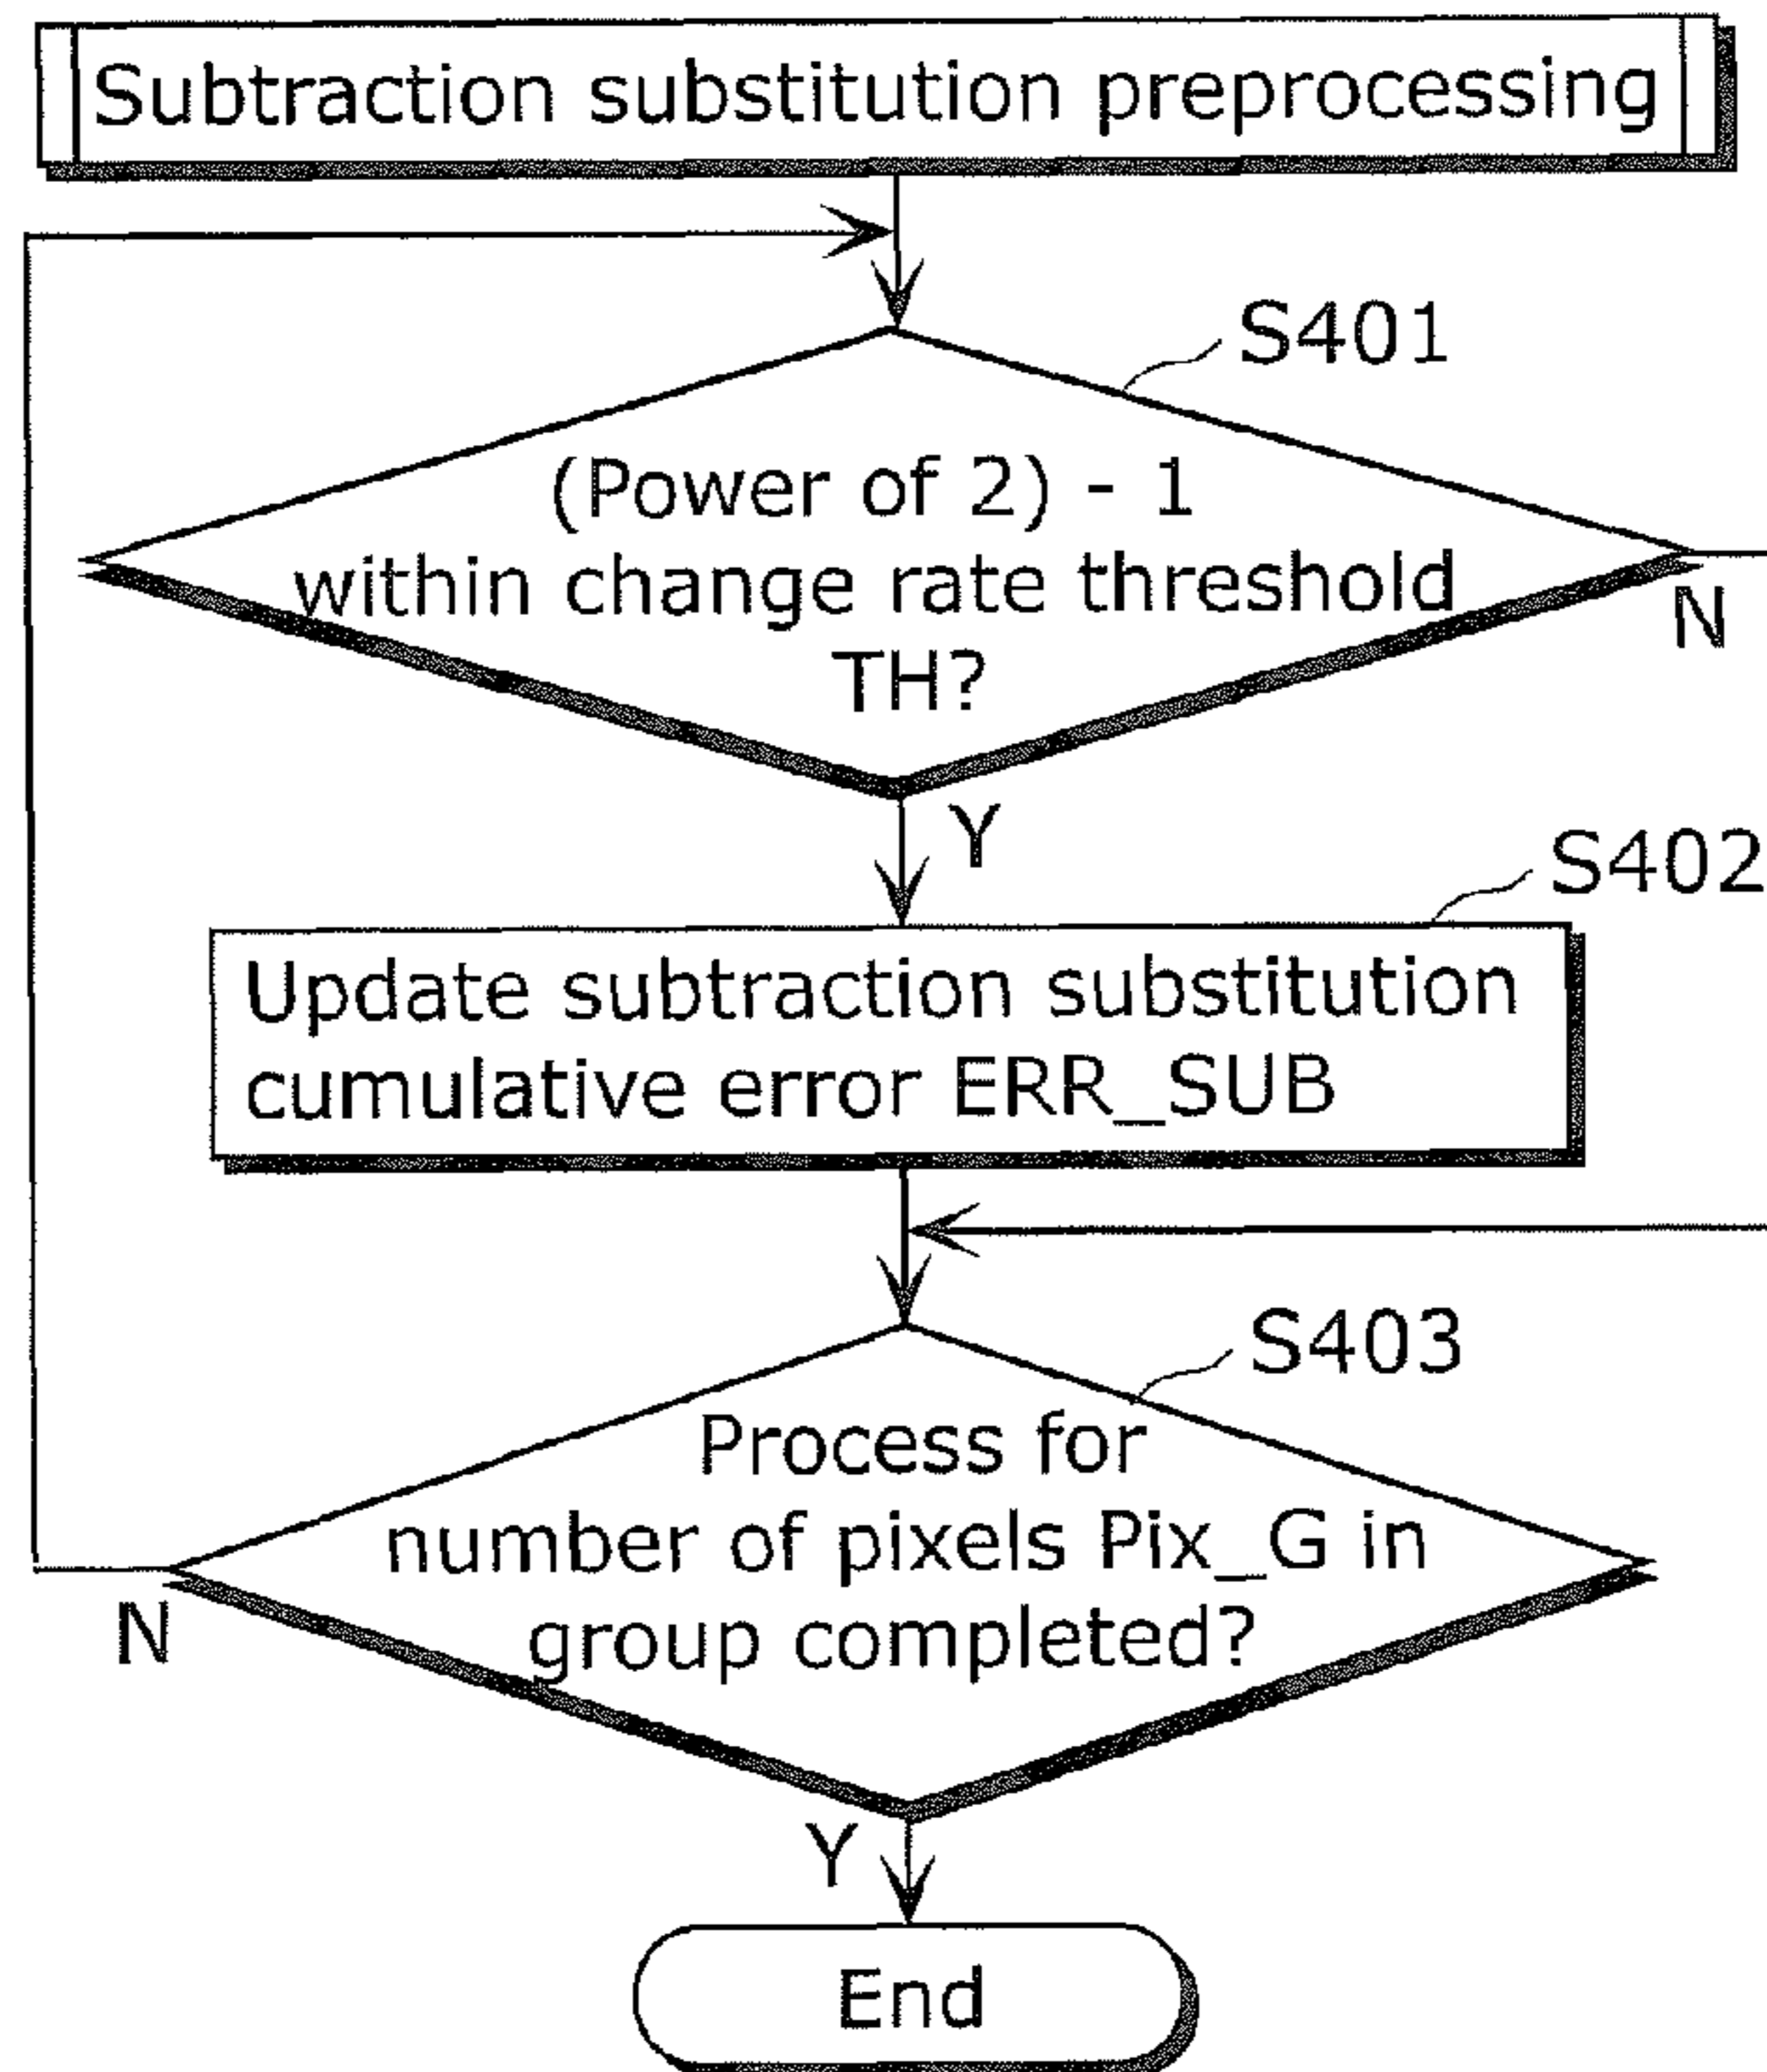 Subtraction substitution preprocessing
S401
(Power of 2) - 1
within change rate threshold
TH?
N
Y
S402
Update subtraction substitution
cumulative error ERR_SUB
S403
Process for
number of pixels Pix_G in
group completed?
N
Y
End